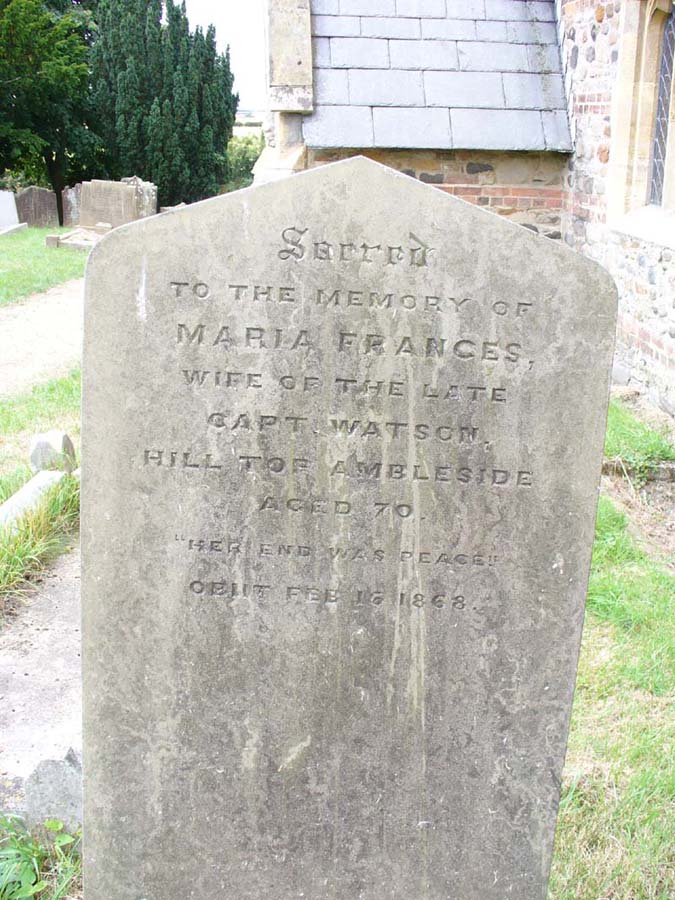 Sacred
TO THE MEMORY OF
MARIA FRANCES,
WIFE OF THE LATE
CAPT. WATSON,
HILL TOP AMBLESIDE
AGED 70.
"HER END WAS PEACE"
OBIIT FEB 16 1868.